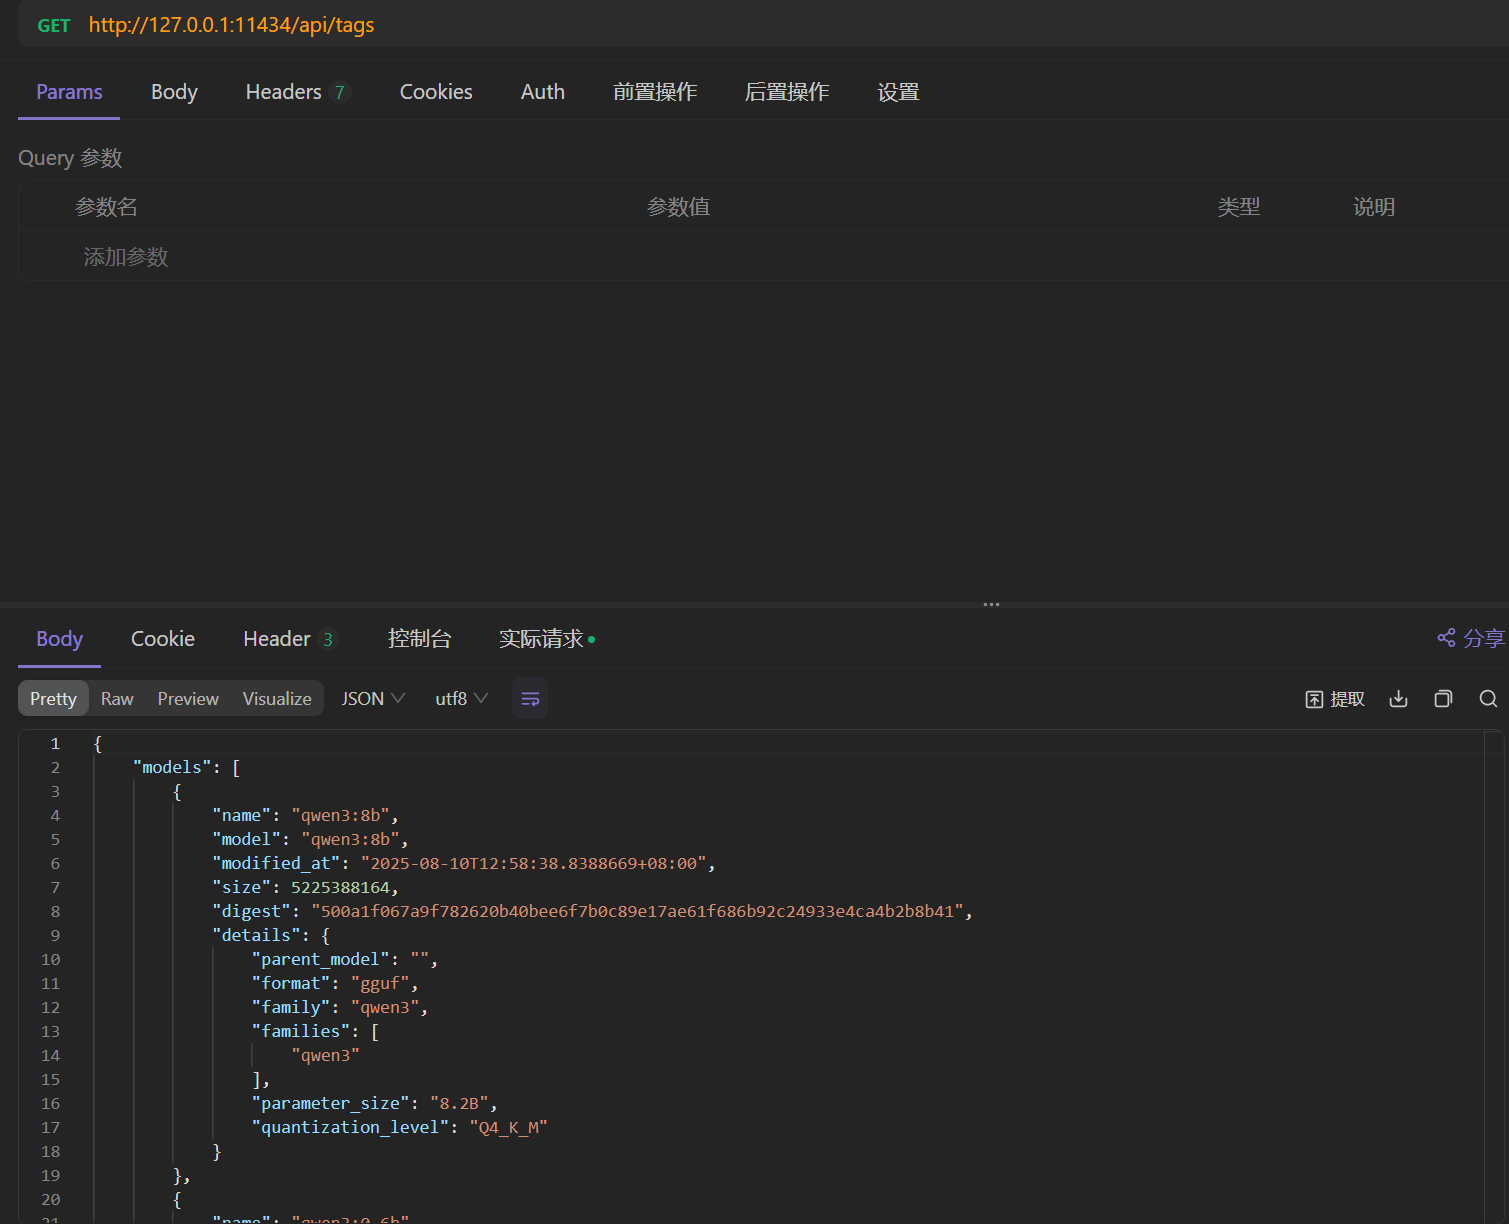 GET http://127.0.0.1:11434/api/tags
Params Body Headers 7 Cookies Auth 前置操作 后置操作 设置
Query 参数
参数名 参数值 类型 说明
添加参数
Body Cookie Header 3 控制台 实际请求 分享
Pretty Raw Preview Visualize JSON utf8 提取
1 {
2 "models": [
3 {
4 "name": "qwen3:8b",
5 "model": "qwen3:8b",
6 "modified_at": "2025-08-10T12:58:38.8388669+08:00",
7 "size": 5225388164,
8 "digest": "500a1f067a9f782620b40bee6f7b0c89e17ae61f686b92c24933e4ca4b2b8b41",
9 "details": {
10 "parent_model": "",
11 "format": "gguf",
12 "family": "qwen3",
13 "families": [
14 "qwen3"
15 ],
16 "parameter_size": "8.2B",
17 "quantization_level": "Q4_K_M"
18 }
19 },
20 {
21 "name": "qwen3:0.6b"